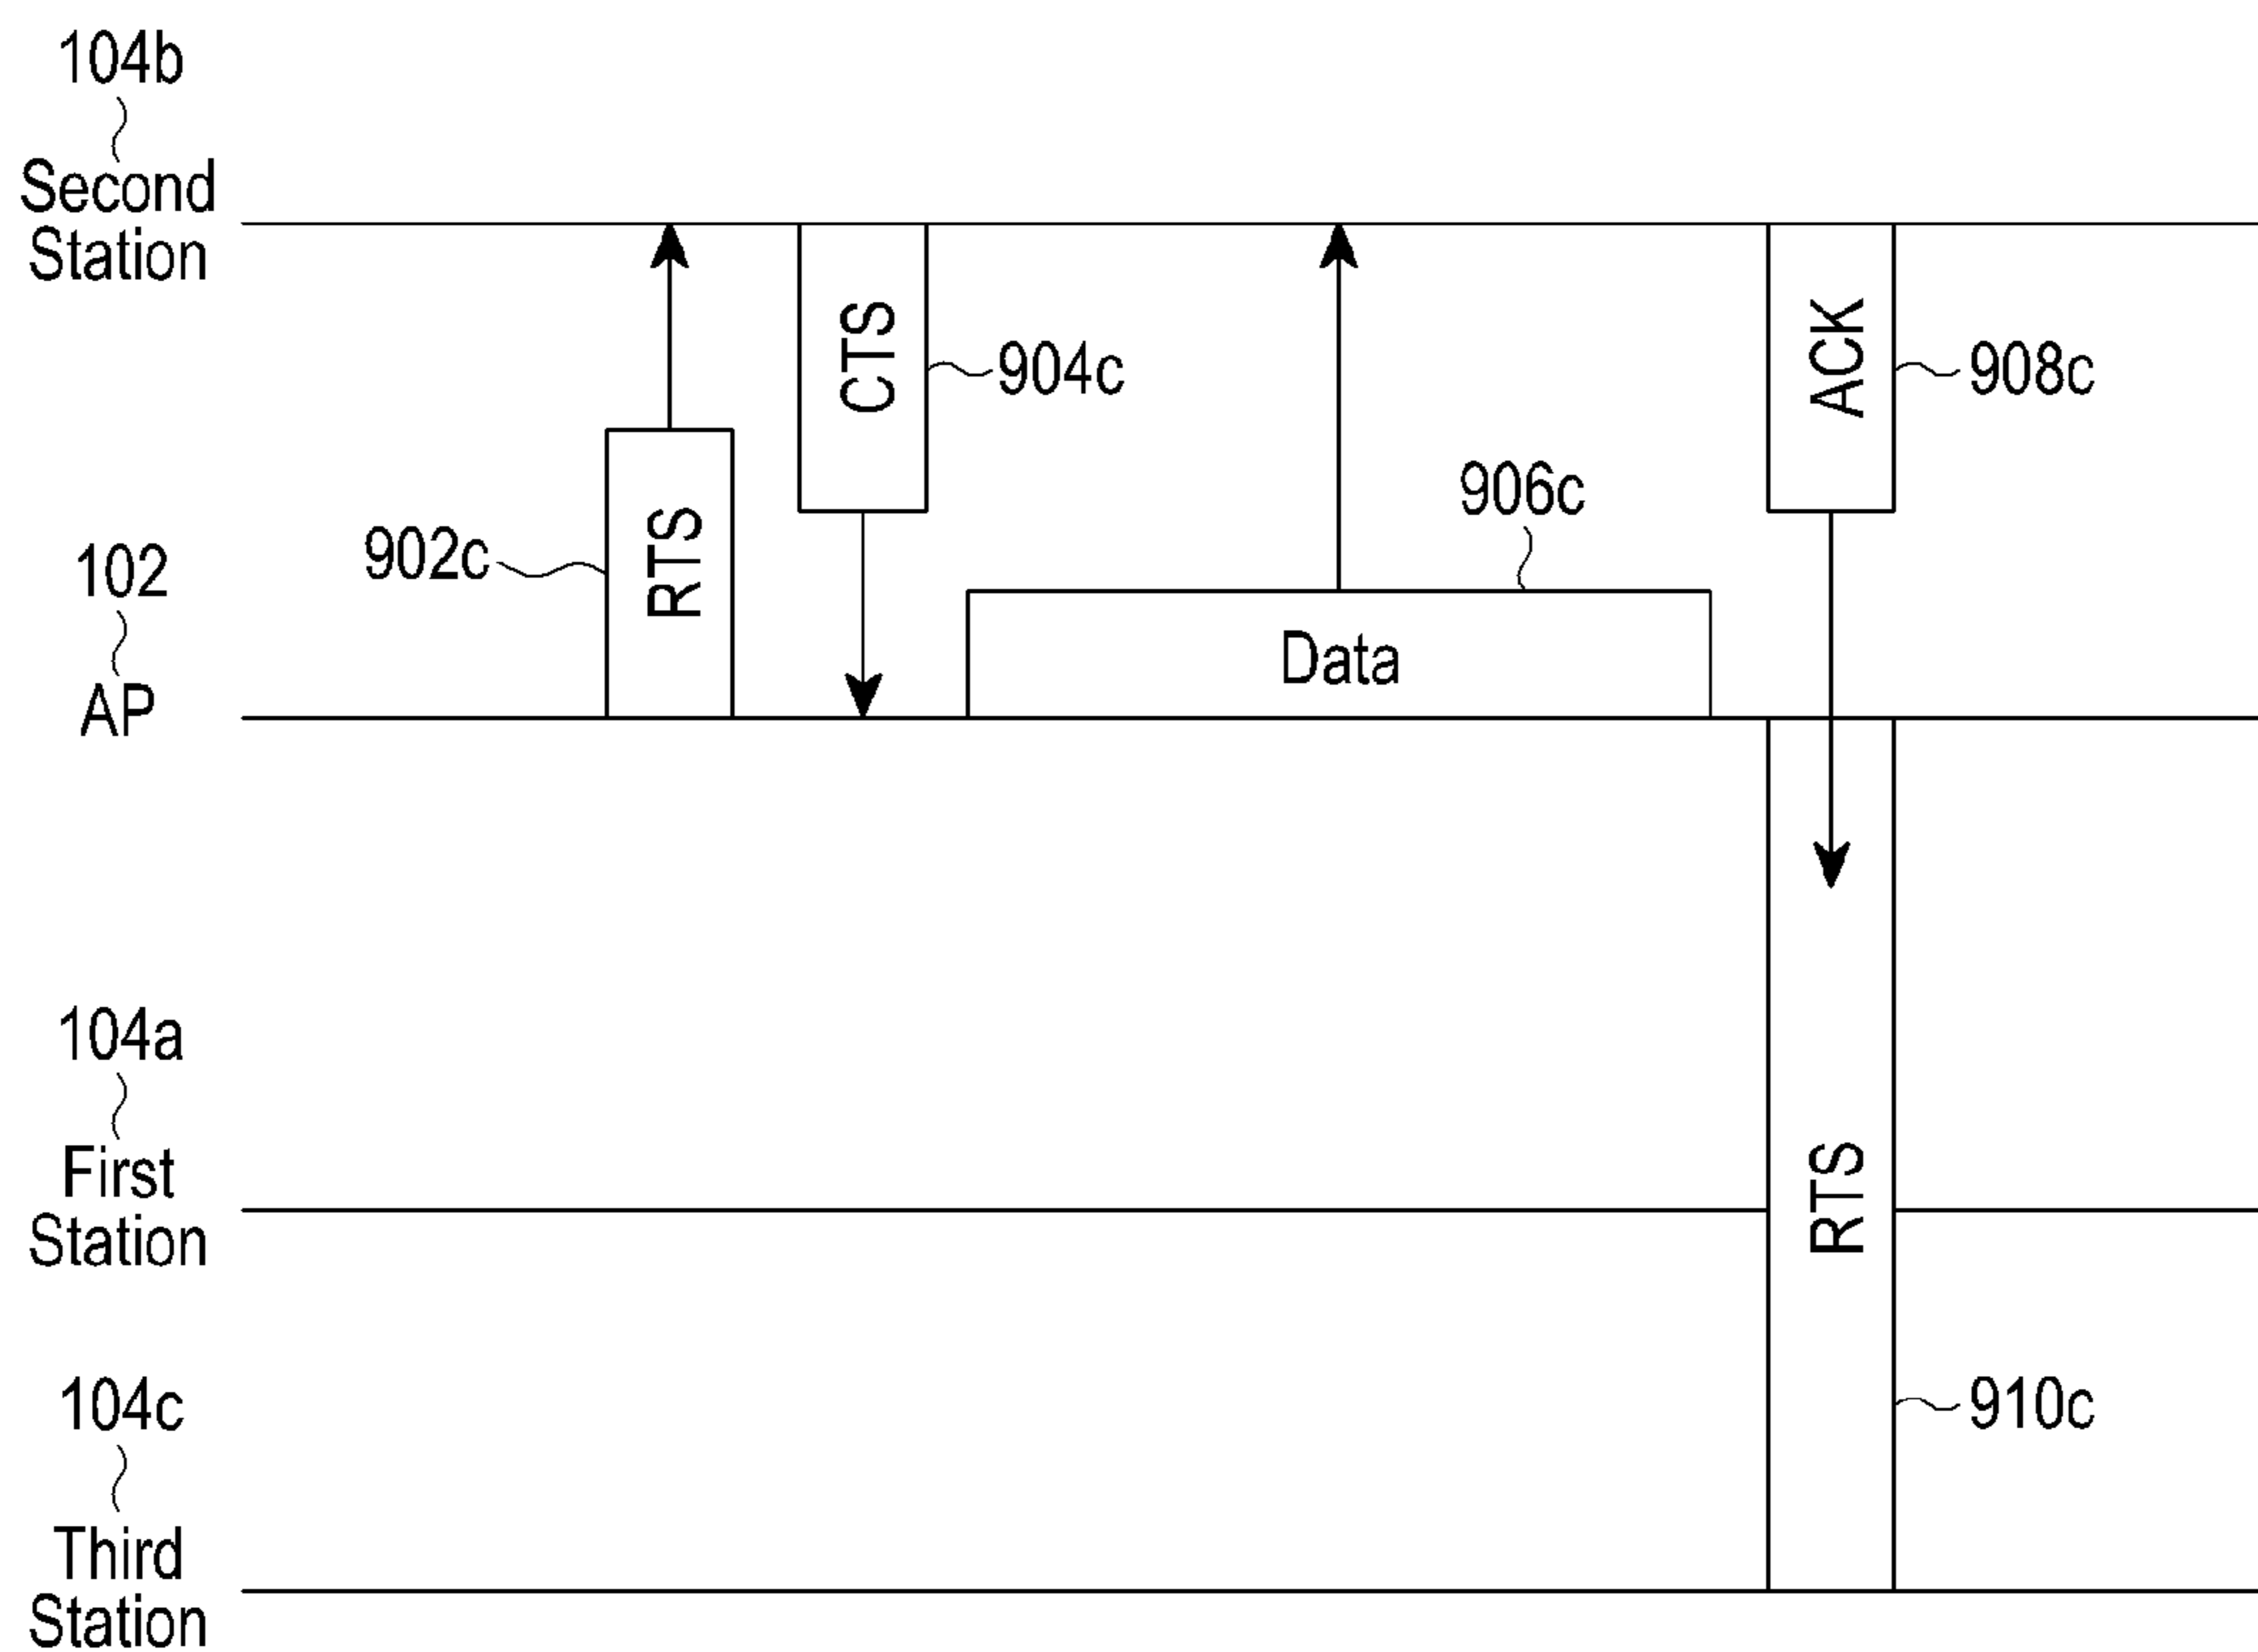 104b
Second
Station
CTS
904c
ACK
908c
906c
902c
RTS
102
AP
Data
104a
First
Station
RTS
104c
910c
Third
Station